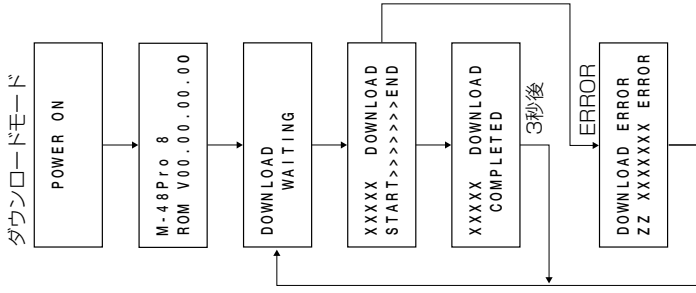 ダウンロードモード
POWER ON
M-48Pro 8
ROM V00.00.00.00
DOWNLOAD
WAITING
XXXXX DOWNLOAD
START>>>>>>>END
XXXXX DOWNLOAD
COMPLETED
3秒後
ERROR
DOWNLOAD ERROR
ZZ XXXXXXX ERROR